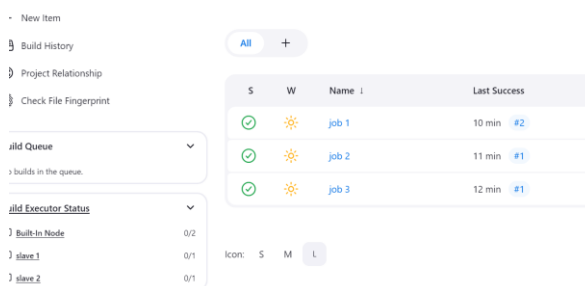 New Item
Build History
Project Relationship
Check File Fingerprint
uild Queue
builds in the queue.
uild Executor Status
Built-In Node 0/2
slave 1 0/1
slave 2 0/1
All +
S W Name ↓ Last Success
job 1 10 min #2
job 2 11 min #1
job 3 12 min #1
Icon: S M L